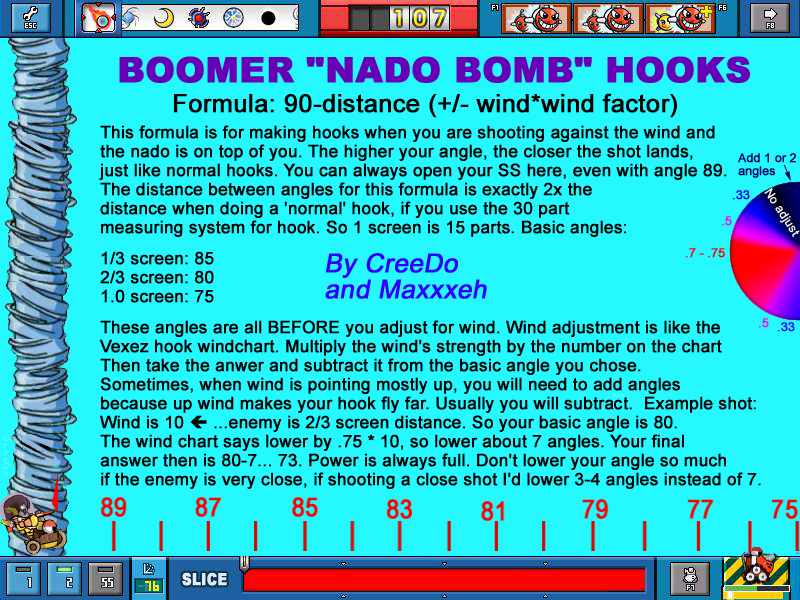 ESC
107
F1
F6
F8
BOOMER "NADO BOMB" HOOKS
Formula: 90-distance (+/- wind*wind factor)
This formula is for making hooks when you are shooting against the wind and
the nado is on top of you. The higher your angle, the closer the shot lands,
just like normal hooks. You can always open your SS here, even with angle 89.
The distance between angles for this formula is exactly 2x the
distance when doing a 'normal' hook, if you use the 30 part
measuring system for hook. So 1 screen is 15 parts. Basic angles:
Add 1 or 2
angles
No adjust
.33
.5
.7 - .75
.5
.33
1/3 screen: 85
2/3 screen: 80
1.0 screen: 75
By CreeDo
and Maxxxeh
These angles are all BEFORE you adjust for wind. Wind adjustment is like the
Vexez hook windchart. Multiply the wind's strength by the number on the chart
Then take the anwer and subtract it from the basic angle you chose.
Sometimes, when wind is pointing mostly up, you will need to add angles
because up wind makes your hook fly far. Usually you will subtract. Example shot:
Wind is 10 ← ...enemy is 2/3 screen distance. So your basic angle is 80.
The wind chart says lower by .75 * 10, so lower about 7 angles. Your final
answer then is 80-7... 73. Power is always full. Don't lower your angle so much
if the enemy is very close, if shooting a close shot I'd lower 3-4 angles instead of 7.
89 87 85 83 81 79 77 75
1
2
SS
-76
SLICE
F7